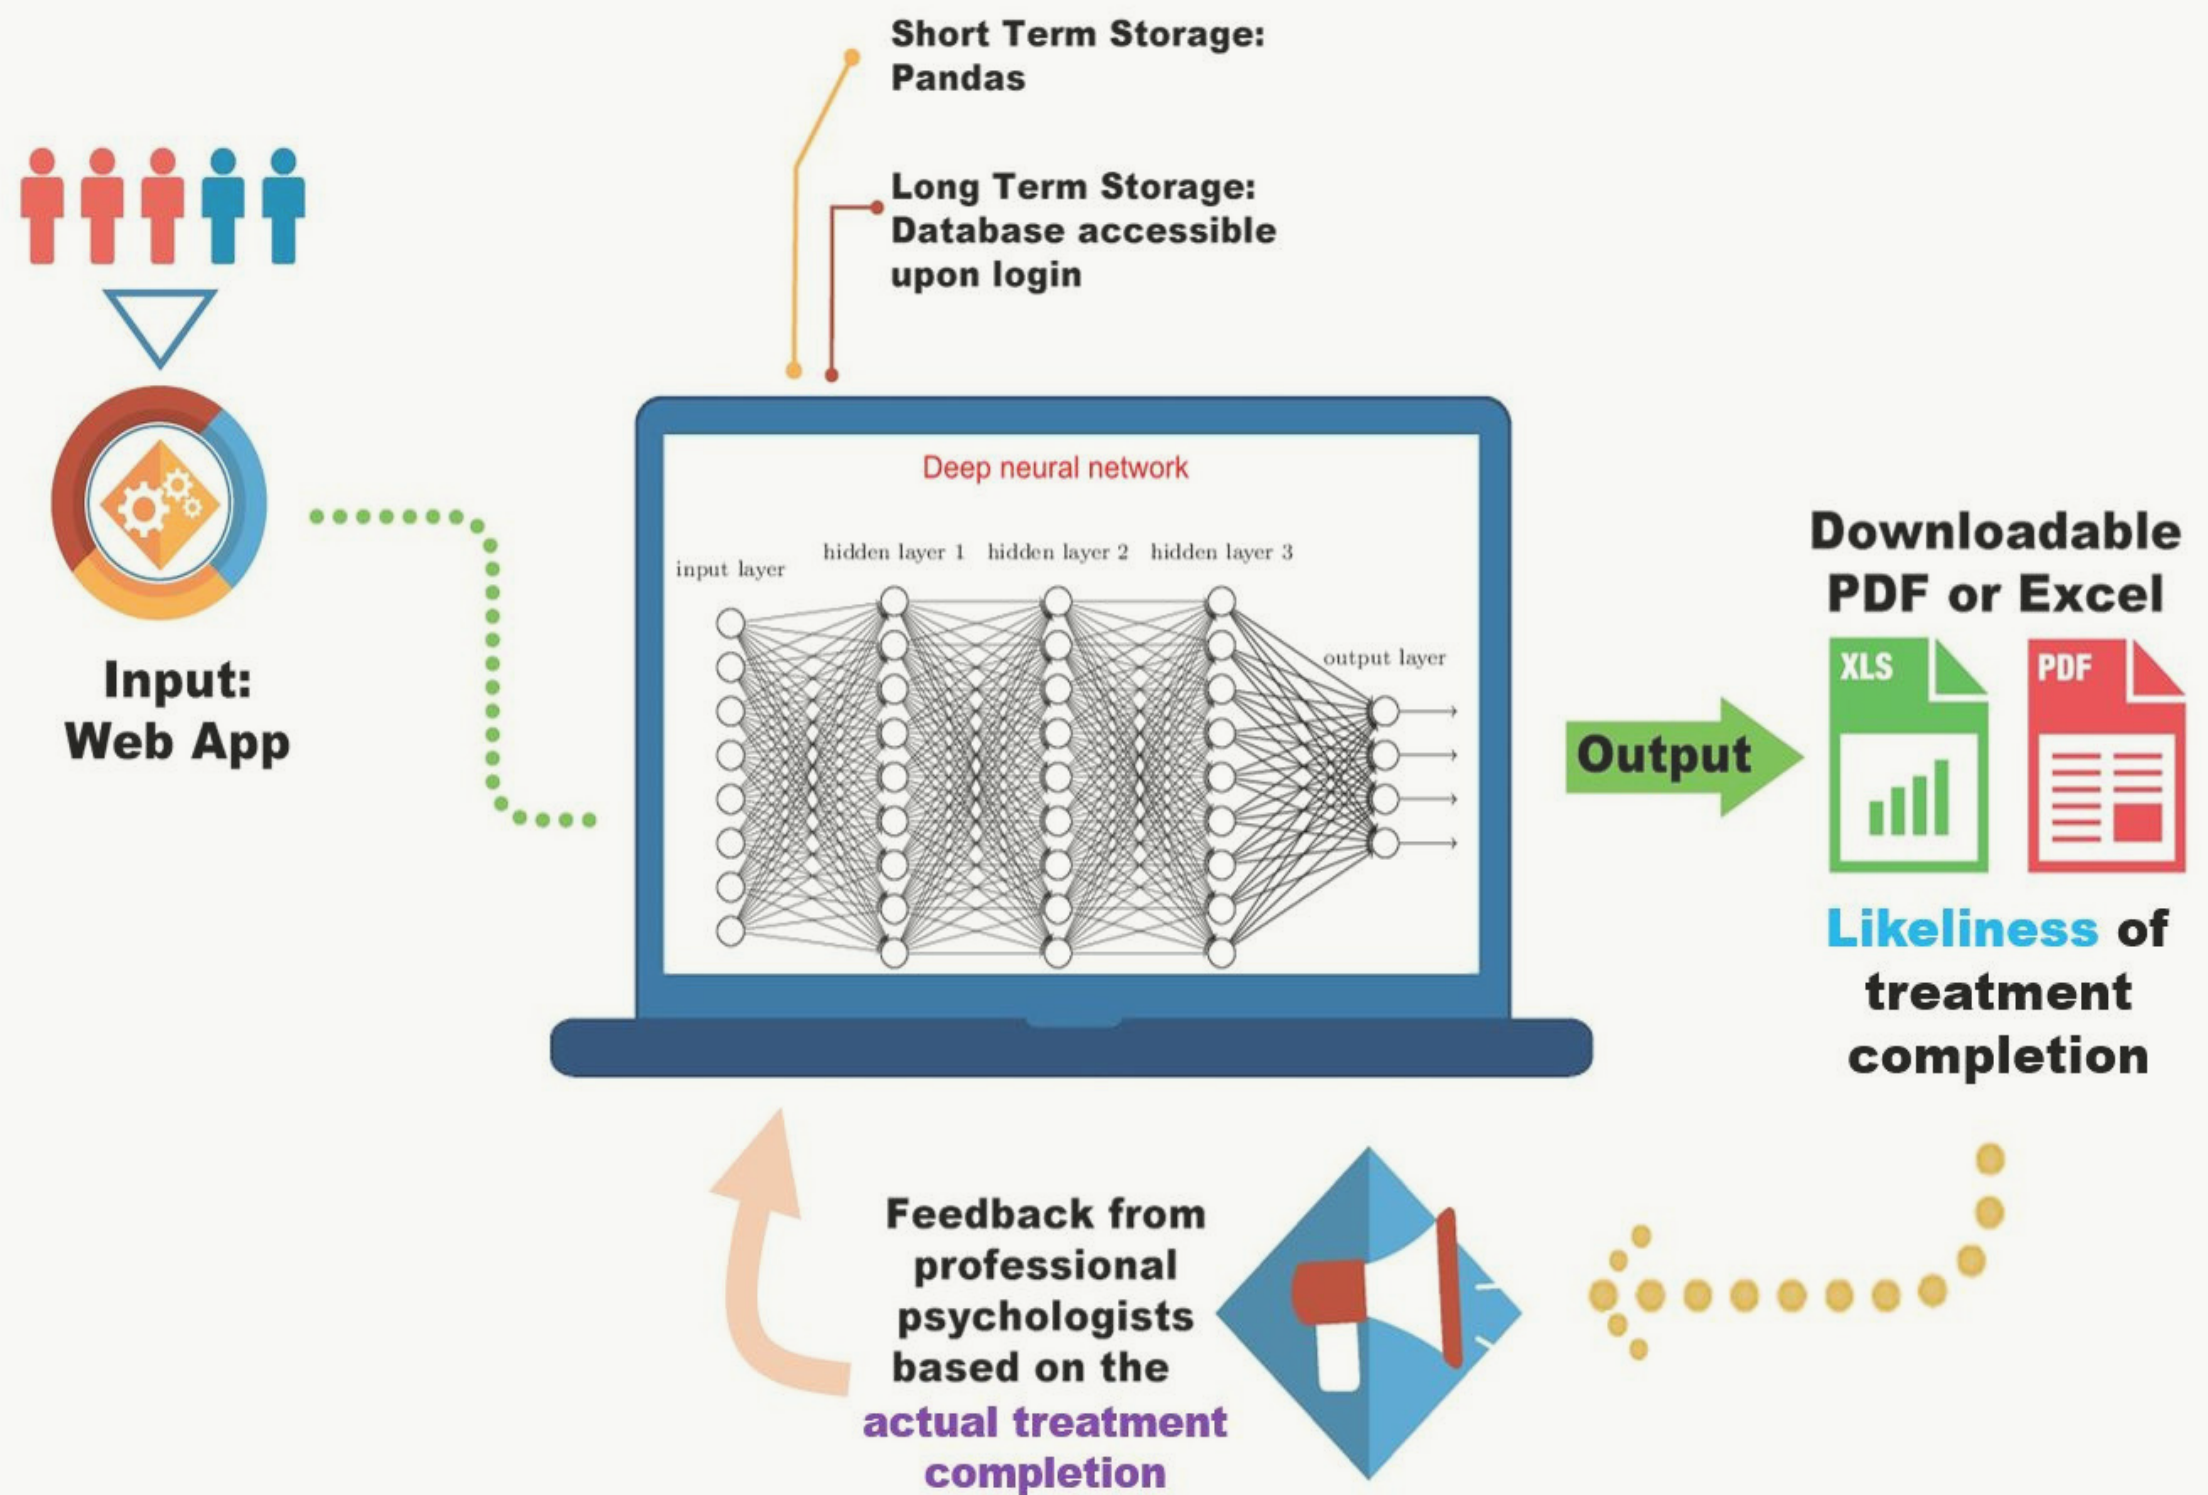 Short Term Storage:
Pandas
Long Term Storage:
Database accessible
upon login
Input:
Web App
Deep neural network
input layer
hidden layer 1
hidden layer 2
hidden layer 3
output layer
Output
Downloadable
PDF or Excel
XLS
PDF
Likeliness of
treatment
completion
Feedback from
professional
psychologists
based on the
actual treatment
completion